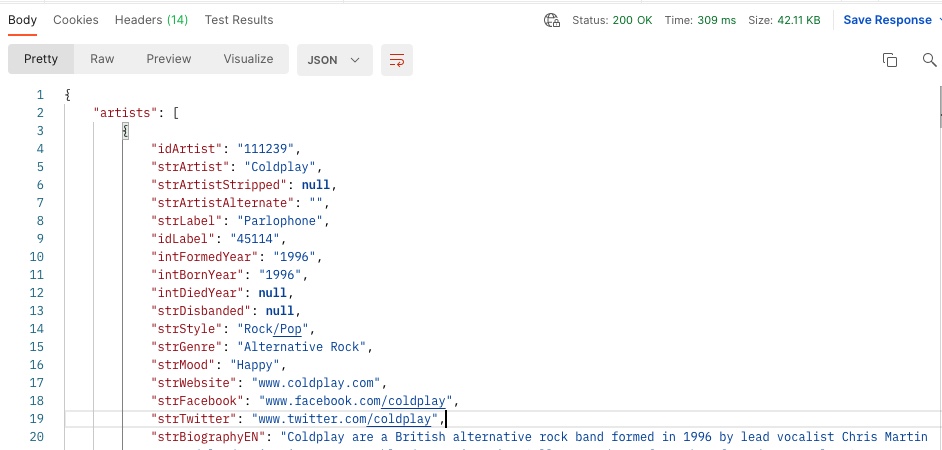 Body Cookies Headers (14) Test Results Status: 200 OK Time: 309 ms Size: 42.11 KB Save Response
Pretty Raw Preview Visualize JSON
1 {
2 "artists": [
3 {
4 "idArtist": "111239",
5 "strArtist": "Coldplay",
6 "strArtistStripped": null,
7 "strArtistAlternate": "",
8 "strLabel": "Parlophone",
9 "idLabel": "45114",
10 "intFormedYear": "1996",
11 "intBornYear": "1996",
12 "intDiedYear": null,
13 "strDisbanded": null,
14 "strStyle": "Rock/Pop",
15 "strGenre": "Alternative Rock",
16 "strMood": "Happy",
17 "strWebsite": "www.coldplay.com",
18 "strFacebook": "www.facebook.com/coldplay",
19 "strTwitter": "www.twitter.com/coldplay",
20 "strBiographyEN": "Coldplay are a British alternative rock band formed in 1996 by lead vocalist Chris Martin